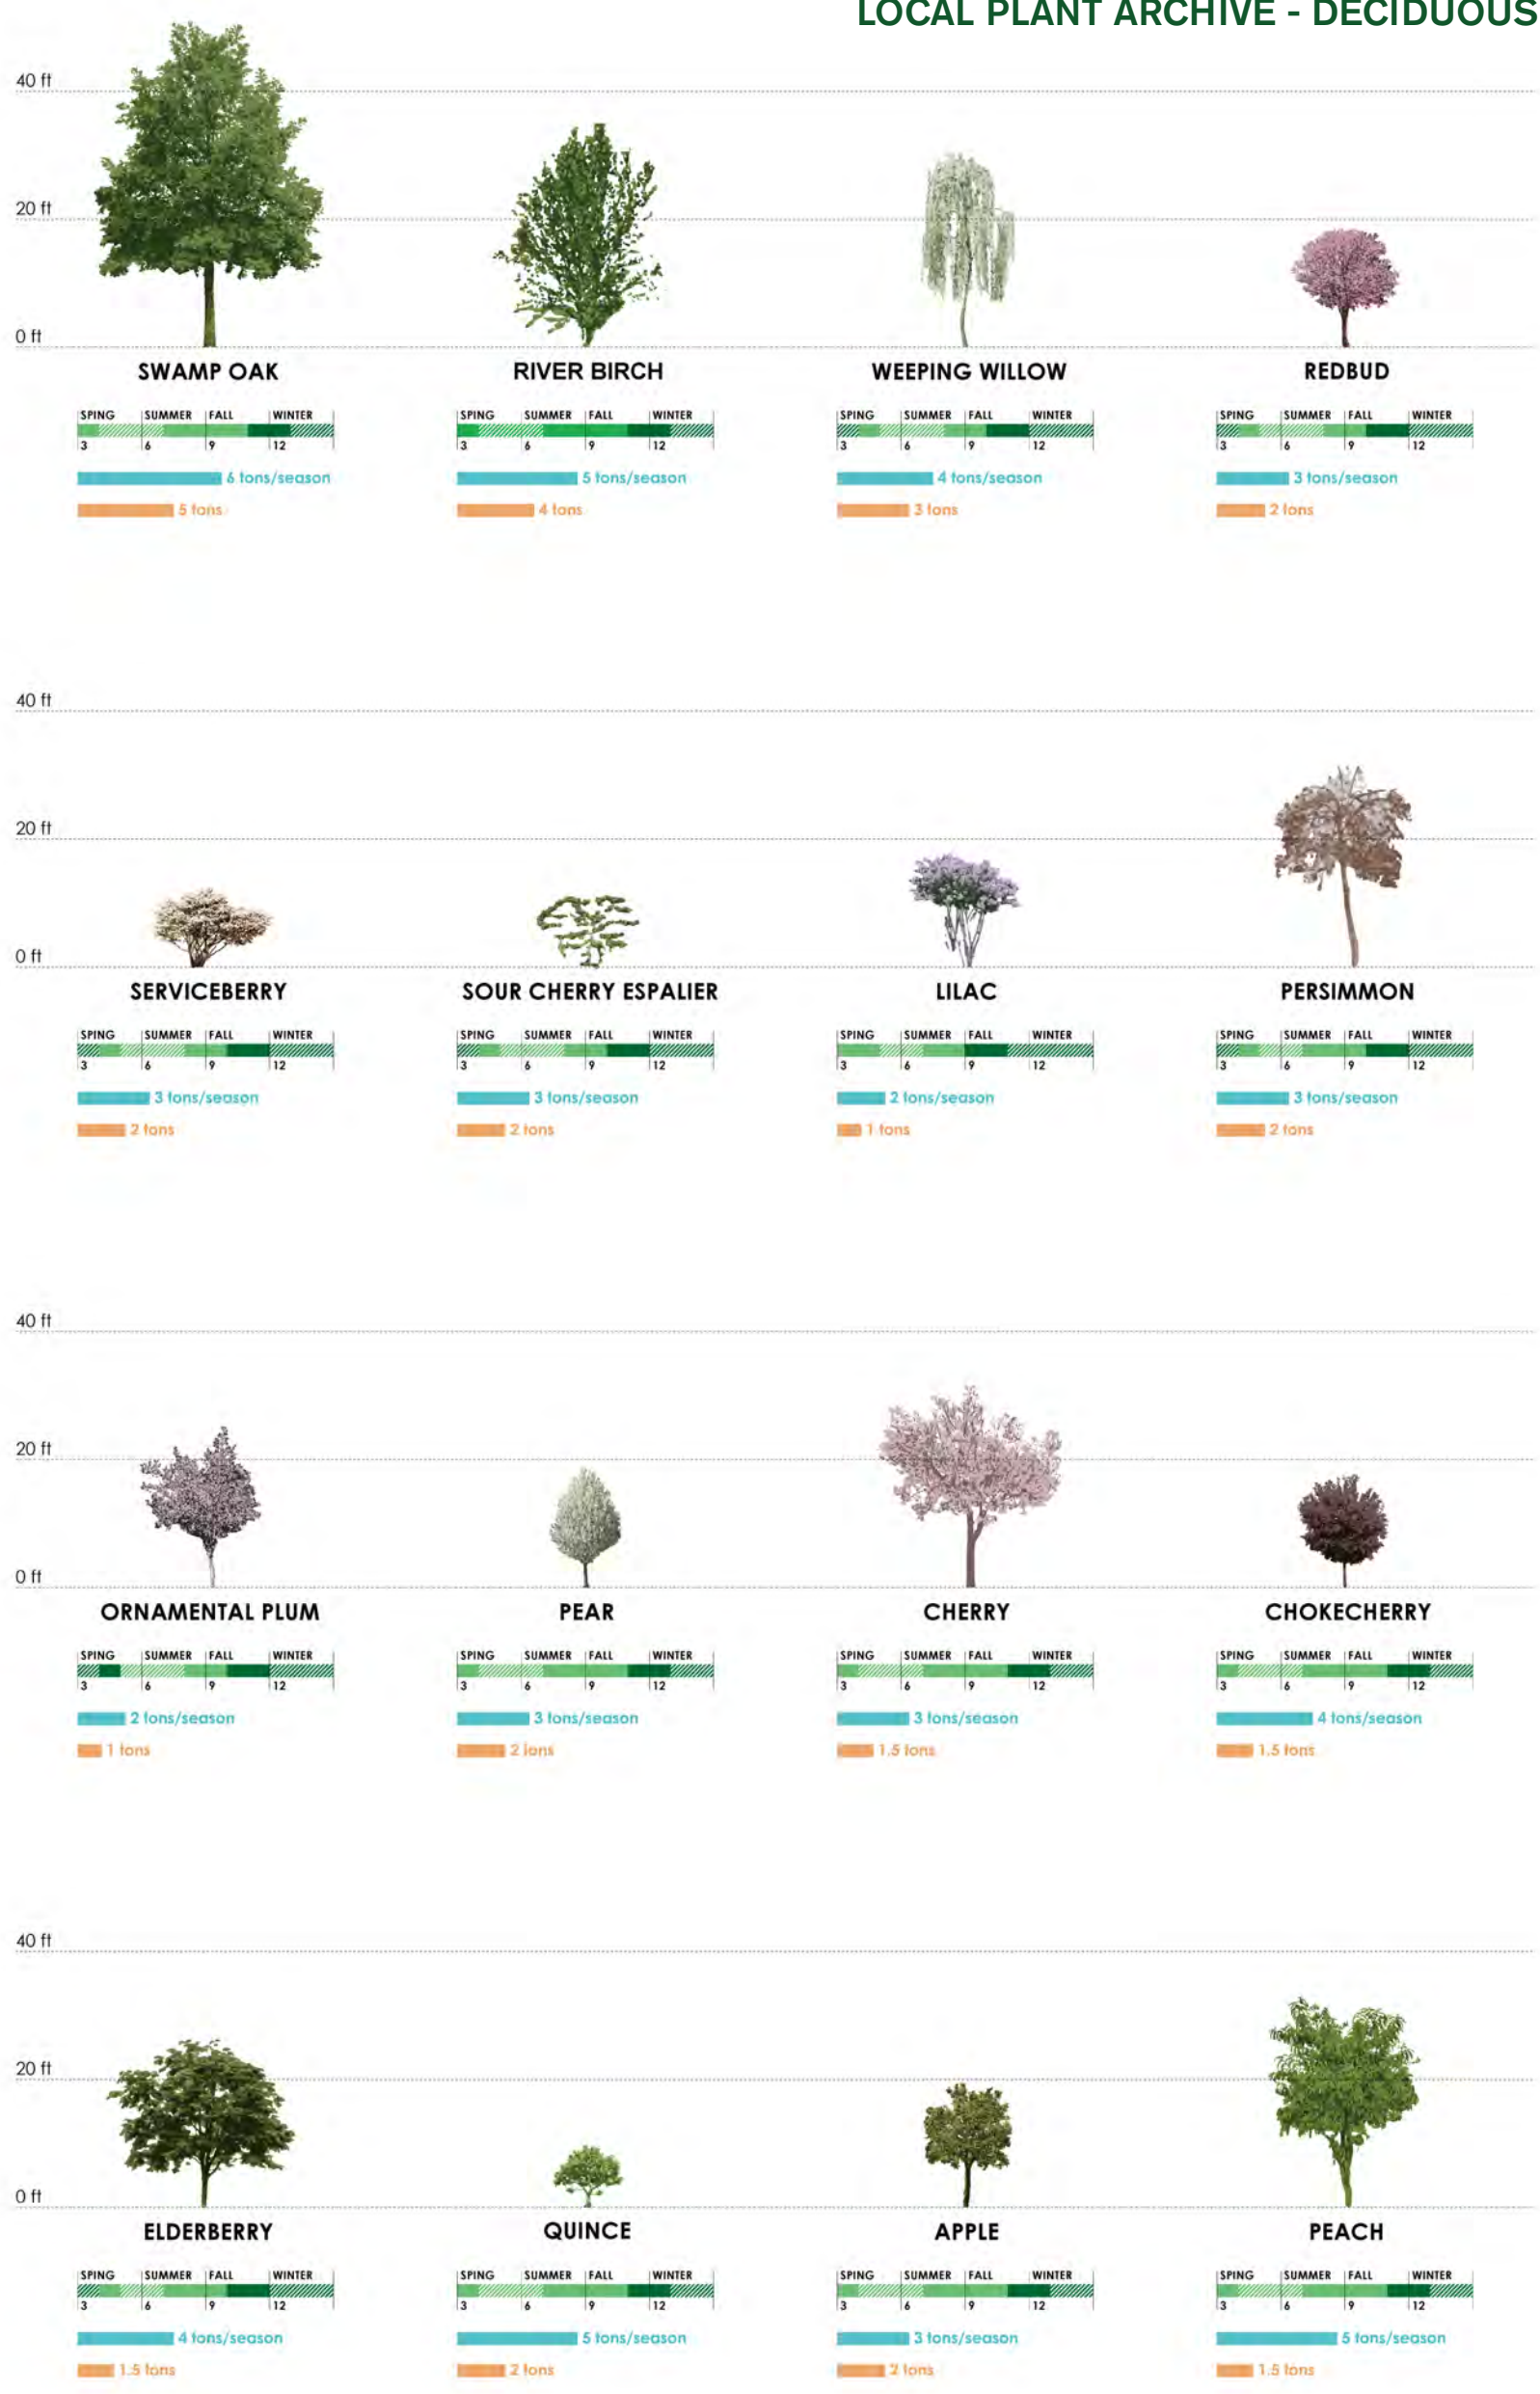 LOCAL PLANT ARCHIVE - DECIDUOUS
40 ft
20 ft
0 ft
SWAMP OAK RIVER BIRCH WEEPING WILLOW REDBUD
SPING SUMMER FALL WINTER SPING SUMMER FALL WINTER SPING SUMMER FALL WINTER SPING SUMMER FALL WINTER
3 6 9 12 3 6 9 12 3 6 9 12 3 6 9 12
6 tons/season 5 tons/season 4 tons/season 3 tons/season
5 tons 4 tons 3 tons 2 tons
40 ft
20 ft
0 ft
SERVICEBERRY SOUR CHERRY ESPALIER LILAC PERSIMMON
SPING SUMMER FALL WINTER SPING SUMMER FALL WINTER SPING SUMMER FALL WINTER SPING SUMMER FALL WINTER
3 6 9 12 3 6 9 12 3 6 9 12 3 6 9 12
3 tons/season 3 tons/season 2 tons/season 3 tons/season
2 tons 2 tons 1 tons 2 tons
40 ft
20 ft
0 ft
ORNAMENTAL PLUM PEAR CHERRY CHOKECHERRY
SPING SUMMER FALL WINTER SPING SUMMER FALL WINTER SPING SUMMER FALL WINTER SPING SUMMER FALL WINTER
3 6 9 12 3 6 9 12 3 6 9 12 3 6 9 12
2 tons/season 3 tons/season 3 tons/season 4 tons/season
1 tons 2 tons 1.5 tons 1.5 tons
40 ft
20 ft
0 ft
ELDERBERRY QUINCE APPLE PEACH
SPING SUMMER FALL WINTER SPING SUMMER FALL WINTER SPING SUMMER FALL WINTER SPING SUMMER FALL WINTER
3 6 9 12 3 6 9 12 3 6 9 12 3 6 9 12
4 tons/season 5 tons/season 3 tons/season 5 tons/season
1.5 tons 2 tons 2 tons 1.5 tons